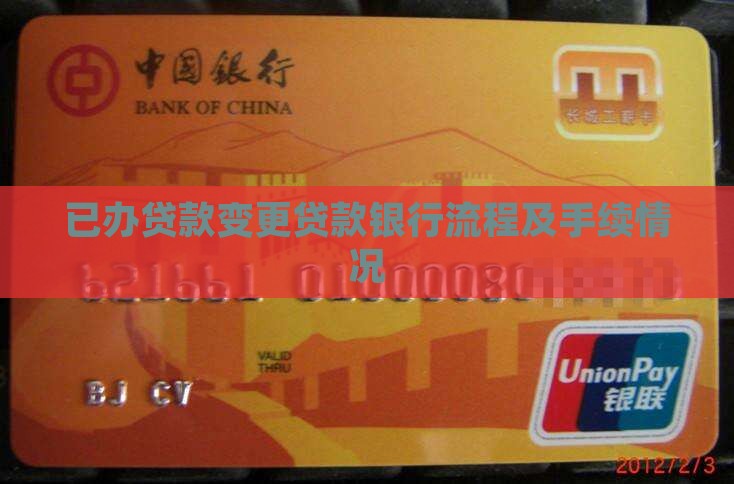 中国银行
BANK OF CHINA
长城工薪卡
已办贷款变更贷款银行流程及手续情
况
621661 01000080
VALID
THRU
BJ CV
UnionPay
银联
2012/2/3